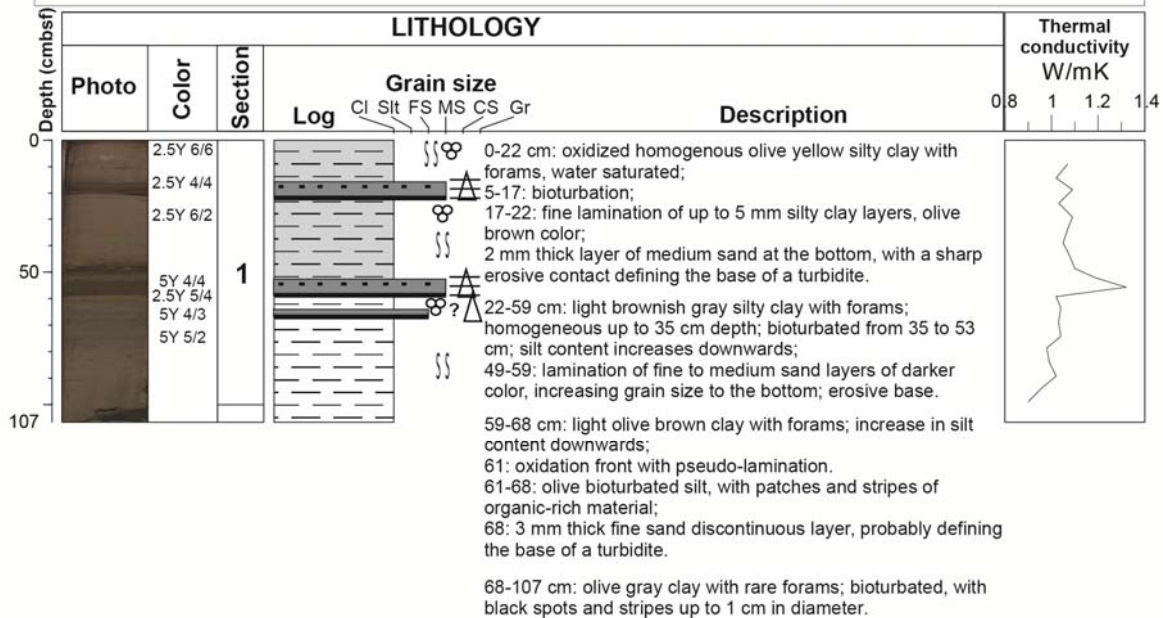 LITHOLOGY
Thermal
conductivity
W/mK
0.8 1 1.2 1.4
Depth (cmbsf)
Photo
Color
Section
Log
Grain size
Cl Slt FS MS CS Gr
Description
0
50
107
2.5Y 6/6
2.5Y 4/4
2.5Y 6/2
5Y 4/4
2.5Y 5/4
5Y 4/3
5Y 5/2
1
?
0-22 cm: oxidized homogenous olive yellow silty clay with
forams, water saturated;
5-17: bioturbation;
17-22: fine lamination of up to 5 mm silty clay layers, olive
brown color;
2 mm thick layer of medium sand at the bottom, with a sharp
erosive contact defining the base of a turbidite.
22-59 cm: light brownish gray silty clay with forams;
homogeneous up to 35 cm depth; bioturbated from 35 to 53
cm; silt content increases downwards;
49-59: lamination of fine to medium sand layers of darker
color, increasing grain size to the bottom; erosive base.
59-68 cm: light olive brown clay with forams; increase in silt
content downwards;
61: oxidation front with pseudo-lamination.
61-68: olive bioturbated silt, with patches and stripes of
organic-rich material;
68: 3 mm thick fine sand discontinuous layer, probably defining
the base of a turbidite.
68-107 cm: olive gray clay with rare forams; bioturbated, with
black spots and stripes up to 1 cm in diameter.